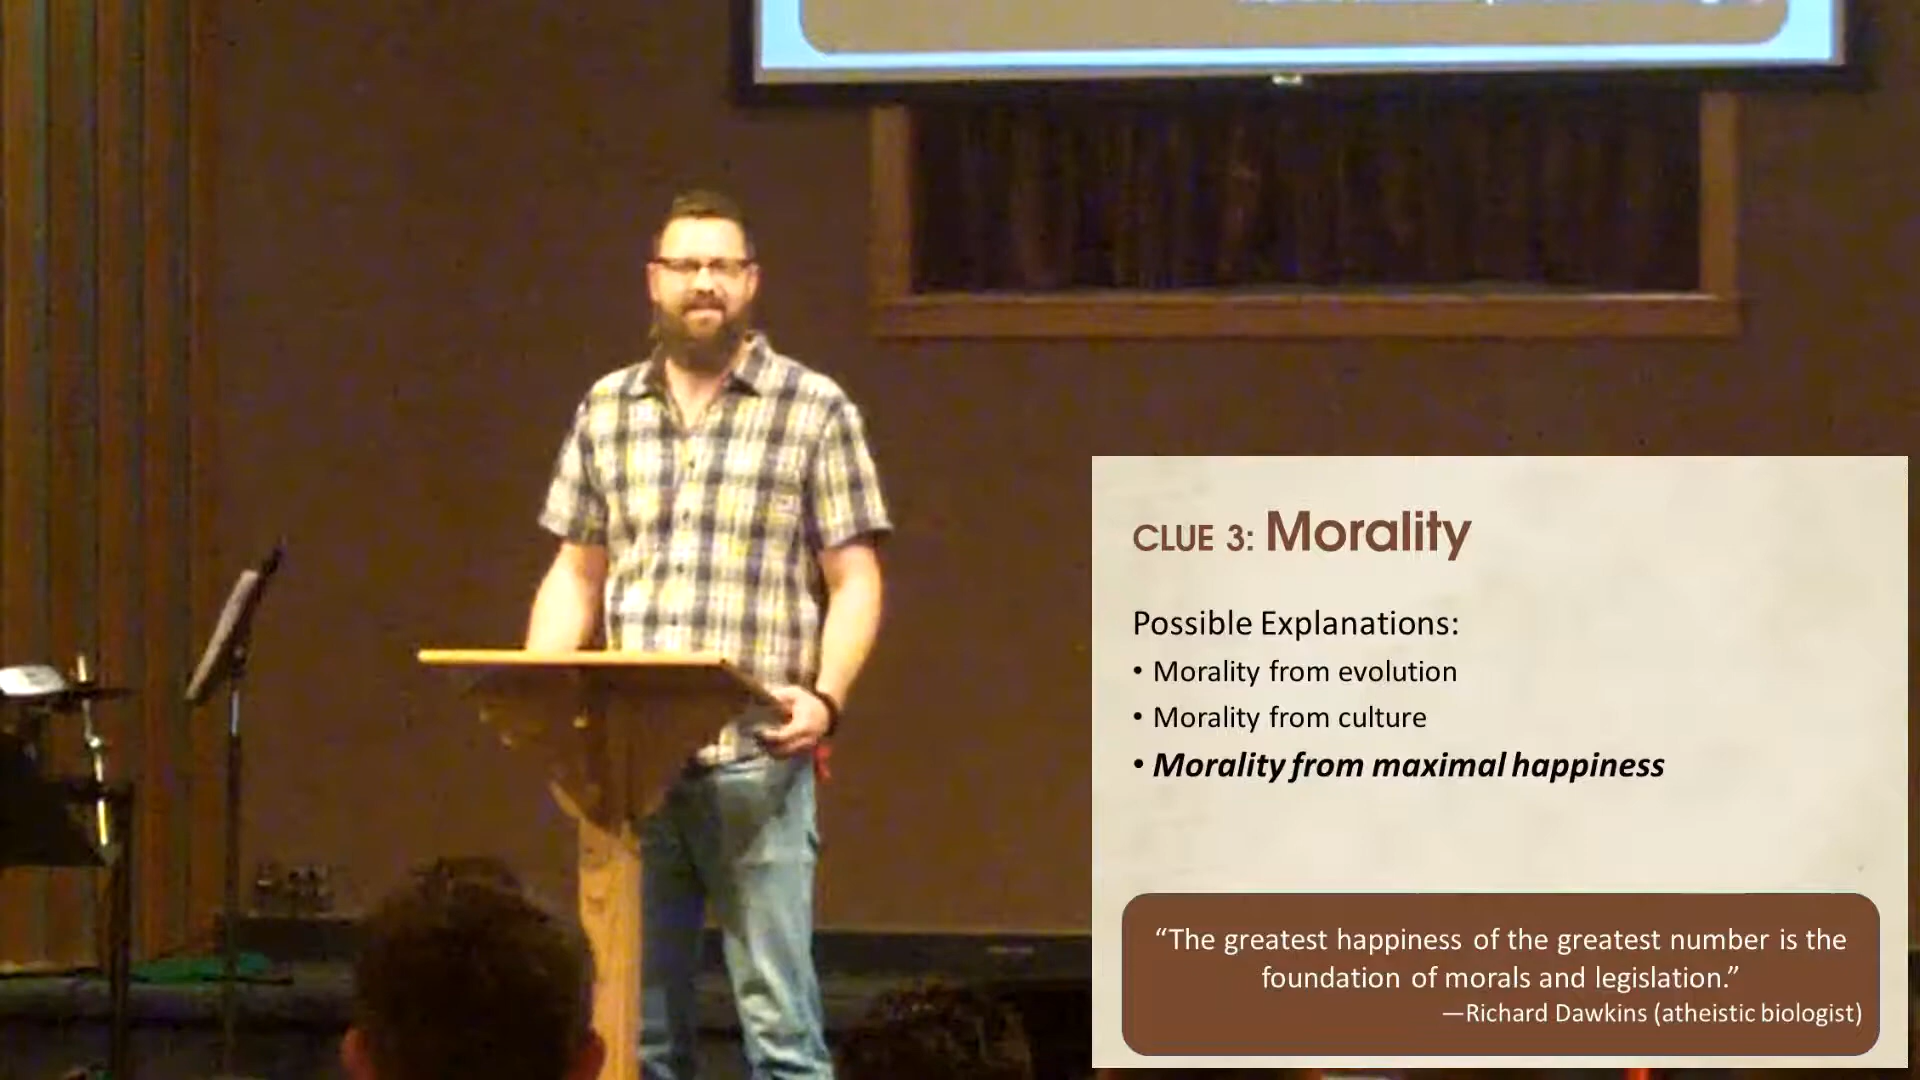 CLUE 3: Morality
Possible Explanations:
• Morality from evolution
• Morality from culture
• Morality from maximal happiness
“The greatest happiness of the greatest number is the
foundation of morals and legislation.”
—Richard Dawkins (atheistic biologist)